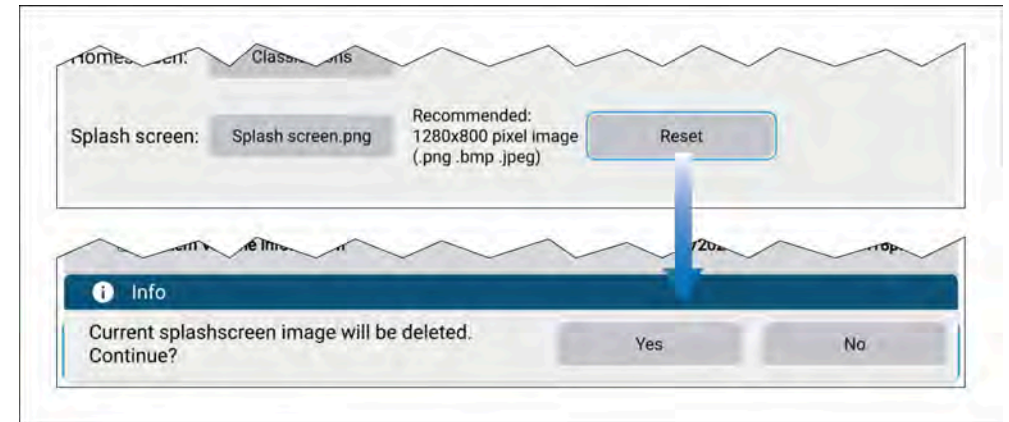 Splash screen:
Splash screen.png
Recommended:
1280x800 pixel image
(.png .bmp .jpeg)
Reset
Info
Current splashscreen image will be deleted.
Continue?
Yes
No